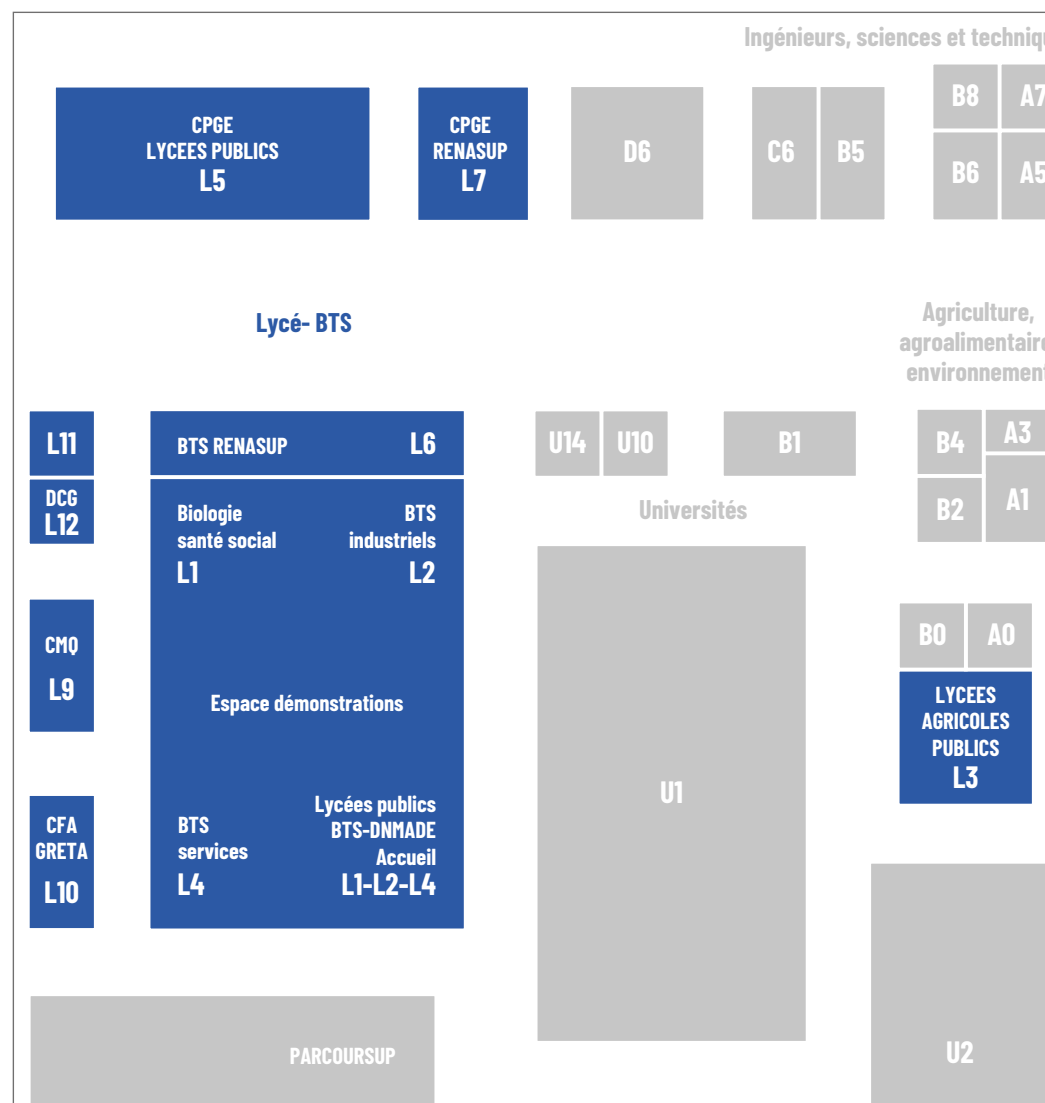 Ingénieurs, sciences et techniqu
CPGE
LYCEES PUBLICS
L5
CPGE
RENASUP
L7
D6
C6
B5
B8
A7
B6
A5
Lycé- BTS
Agriculture,
agroalimentaire
environnement
L11
BTS RENASUP
L6
U14
U10
B1
B4
A3
DCG
L12
B2
A1
Biologie
santé social
L1
BTS
industriels
L2
Universités
CMQ
L9
B0
A0
Espace démonstrations
LYCEES
AGRICOLES
PUBLICS
L3
U1
CFA
GRETA
L10
BTS
services
L4
Lycées publics
BTS-DNMADE
Accueil
L1-L2-L4
PARCOURSUP
U2